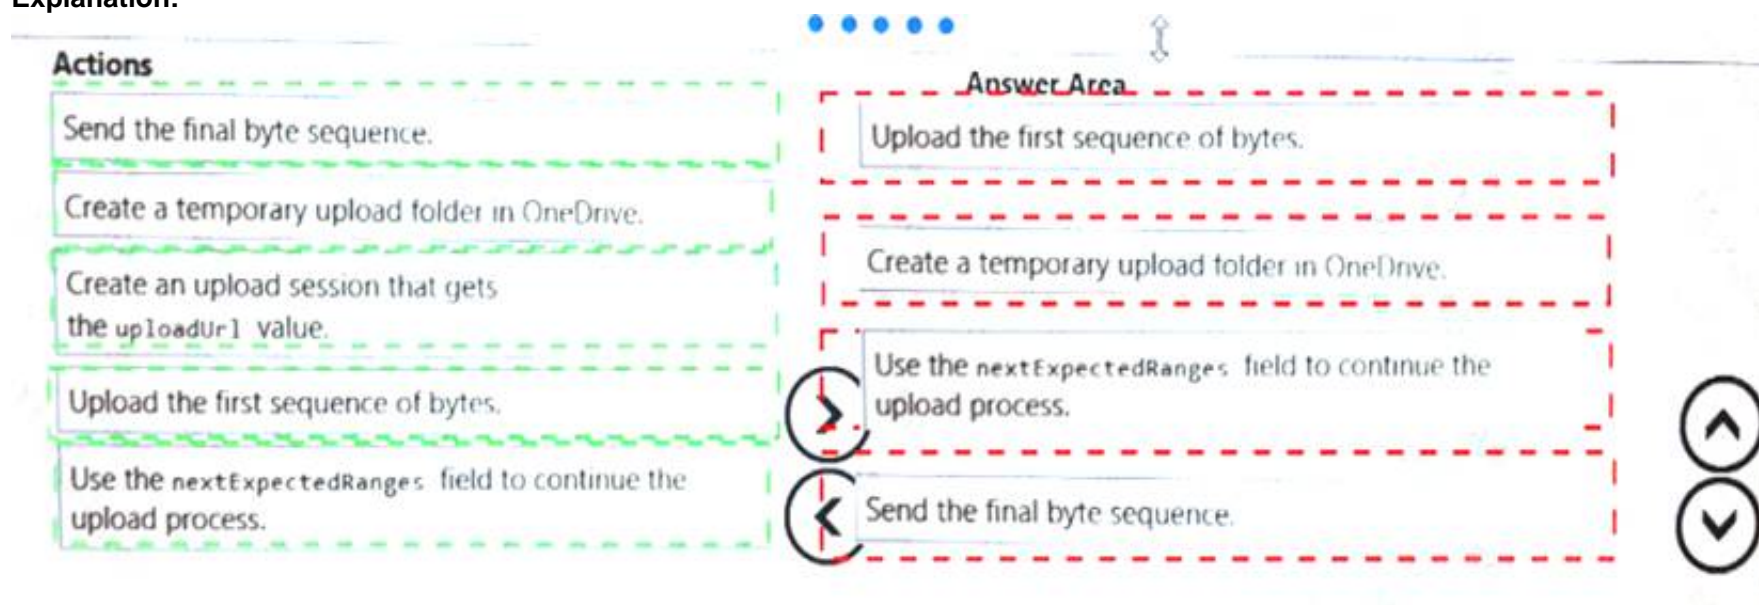 Explanation:
Actions
Send the final byte sequence.
Create a temporary upload folder in OneDrive.
Create an upload session that gets
the uploadUrl value.
Upload the first sequence of bytes.
Use the nextExpectedRanges field to continue the
upload process.
Answer Area
Upload the first sequence of bytes.
Create a temporary upload folder in OneDrive.
Use the nextExpectedRanges field to continue the
upload process.
Send the final byte sequence.